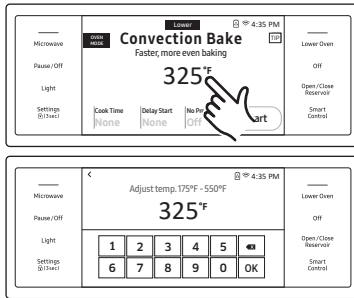 Lower
4:35 PM
OVEN MODE
Convection Bake
TIP
Faster, more even baking
325°F
Cook Time
None
Delay Start
None
Off
Microwave
Pause/Off
Light
Settings
(3sec)
Lower Oven
Off
Open/Close
Reservoir
Smart
Control
4:35 PM
Adjust temp. 175°F - 550°F
325°F
1 2 3 4 5
6 7 8 9 0 OK
Microwave
Pause/Off
Light
Settings
(3sec)
Lower Oven
Off
Open/Close
Reservoir
Smart
Control